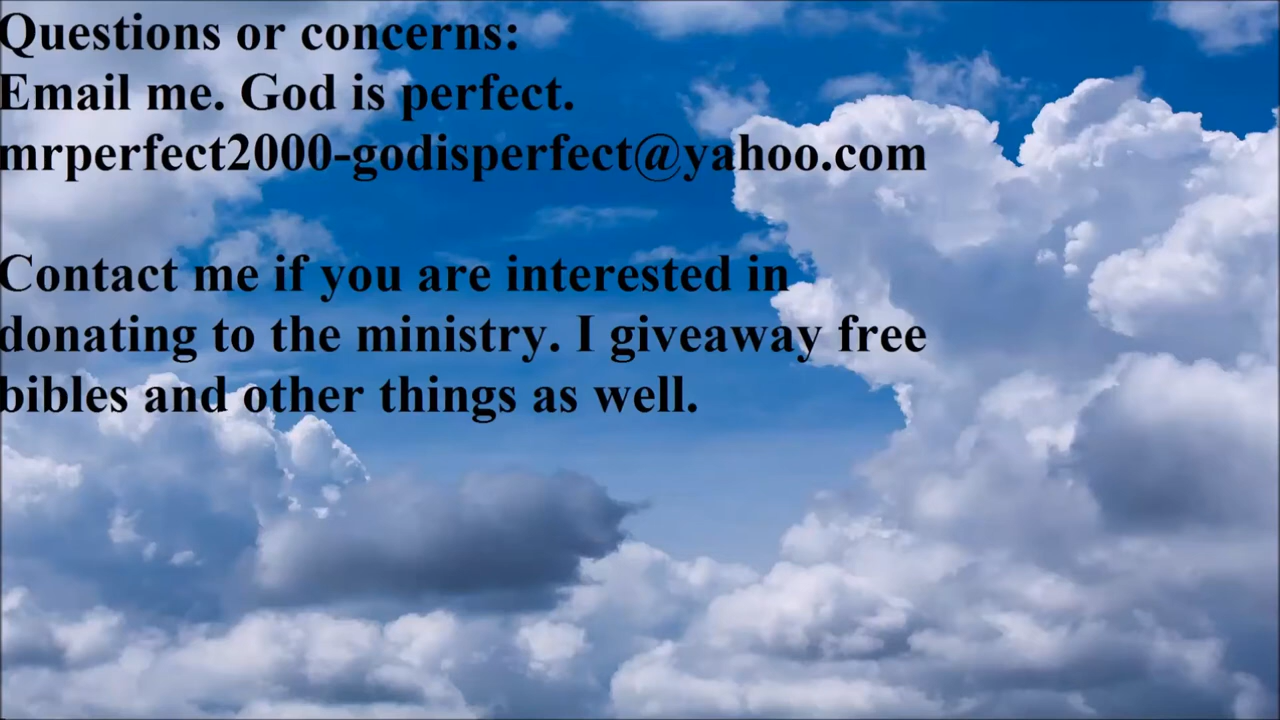 Questions or concerns:
Email me. God is perfect.
mrperfect2000-godisperfect@yahoo.com
Contact me if you are interested in
donating to the ministry. I giveaway free
bibles and other things as well.